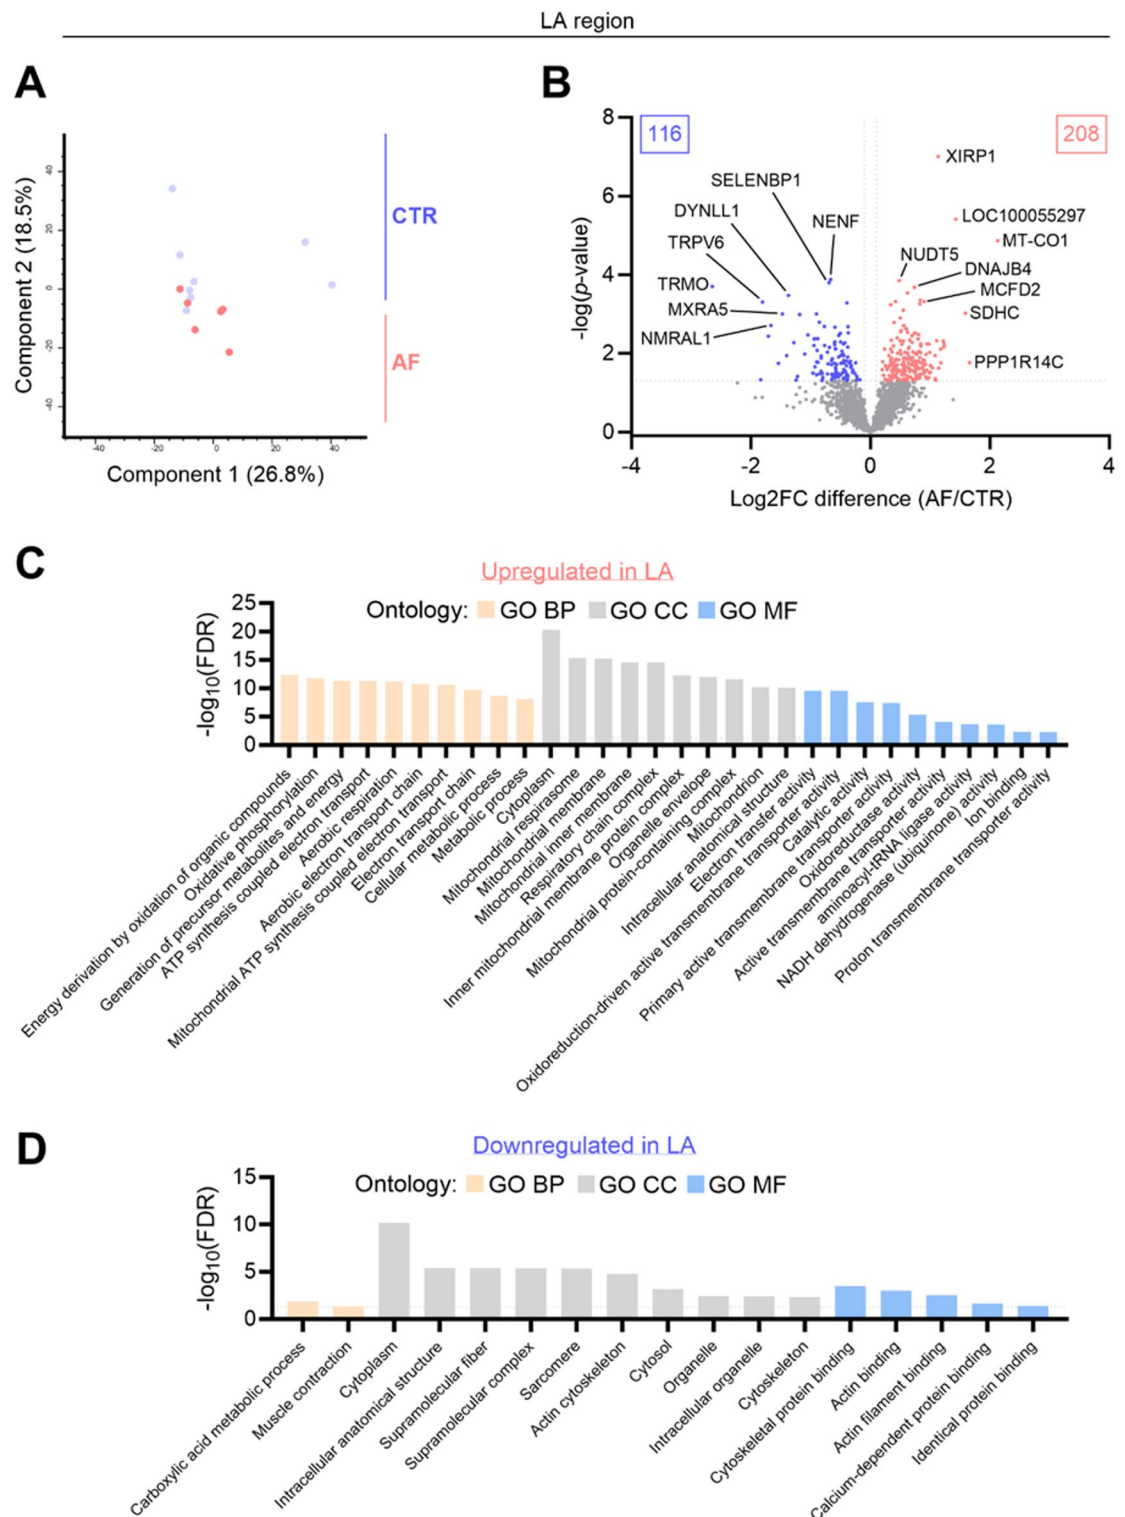 LA region
A
B
Component 2 (18.5%)
40
20
0
-20
-40
-40
-20
0
20
40
Component 1 (26.8%)
CTR
AF
-log(p-value)
8
6
4
2
0
-4
-2
0
2
4
Log2FC difference (AF/CTR)
116
208
XIRP1
SELENBP1
DYNLL1
NENF
LOC100055297
MT-CO1
TRPV6
NUDT5
DNAJB4
TRMO
MCFD2
MXRA5
SDHC
NMRAL1
PPP1R14C
C
Upregulated in LA
Ontology: GO BP GO CC GO MF
-log10(FDR)
25
20
15
10
5
0
Energy derivation by oxidation of organic compounds
Oxidative phosphorylation
Generation of precursor metabolites and energy
ATP synthesis coupled electron transport
Aerobic respiration
Aerobic electron transport chain
Mitochondrial ATP synthesis coupled electron transport
Electron transport chain
Cellular metabolic process
Metabolic process
Cytoplasm
Mitochondrial respirasome
Mitochondrial membrane
Mitochondrial inner membrane
Respiratory chain complex
Inner mitochondrial membrane protein complex
Organelle envelope
Mitochondrial protein-containing complex
Mitochondrion
Intracellular anatomical structure
Electron transfer activity
Oxidoreduction-driven active transmembrane transporter activity
Catalytic activity
Primary active transmembrane transporter activity
Oxidoreductase activity
Active transmembrane transporter activity
aminoacyl-tRNA ligase activity
NADH dehydrogenase (ubiquinone) activity
Ion binding
Proton transmembrane transporter activity
D
Downregulated in LA
Ontology: GO BP GO CC GO MF
-log10(FDR)
15
10
5
0
Carboxylic acid metabolic process
Muscle contraction
Cytoplasm
Intracellular anatomical structure
Supramolecular fiber
Supramolecular complex
Sarcomere
Actin cytoskeleton
Cytosol
Organelle
Intracellular organelle
Cytoskeleton
Cytoskeletal protein binding
Actin binding
Actin filament binding
Calcium-dependent protein binding
Identical protein binding